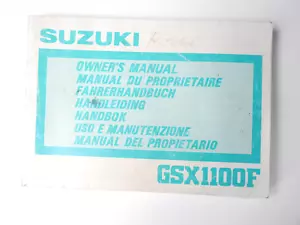 SUZUKI
OWNER'S MANUAL
MANUAL DU PROPRIETAIRE
FAHRERHANDBUCH
HANDLEIDING
HANDBOK
USO E MANUTENZIONE
MANUAL DEL PROPIETARIO
GSX1100F